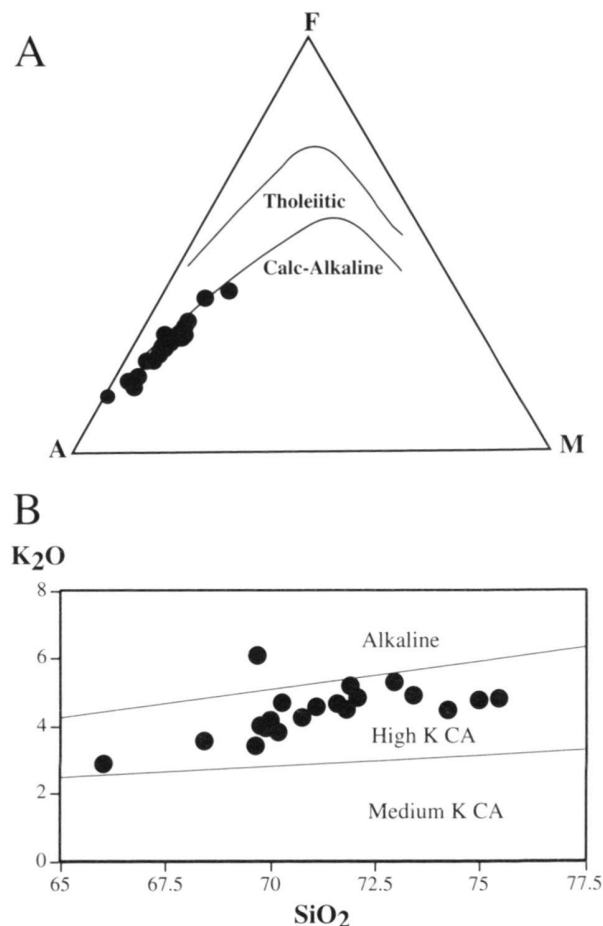 A
F
Tholeiitic
Calc-Alkaline
A
M
B
K2O
8
Alkaline
6
4
High K CA
2
Medium K CA
0
65
67.5
70
72.5
75
77.5
SiO2